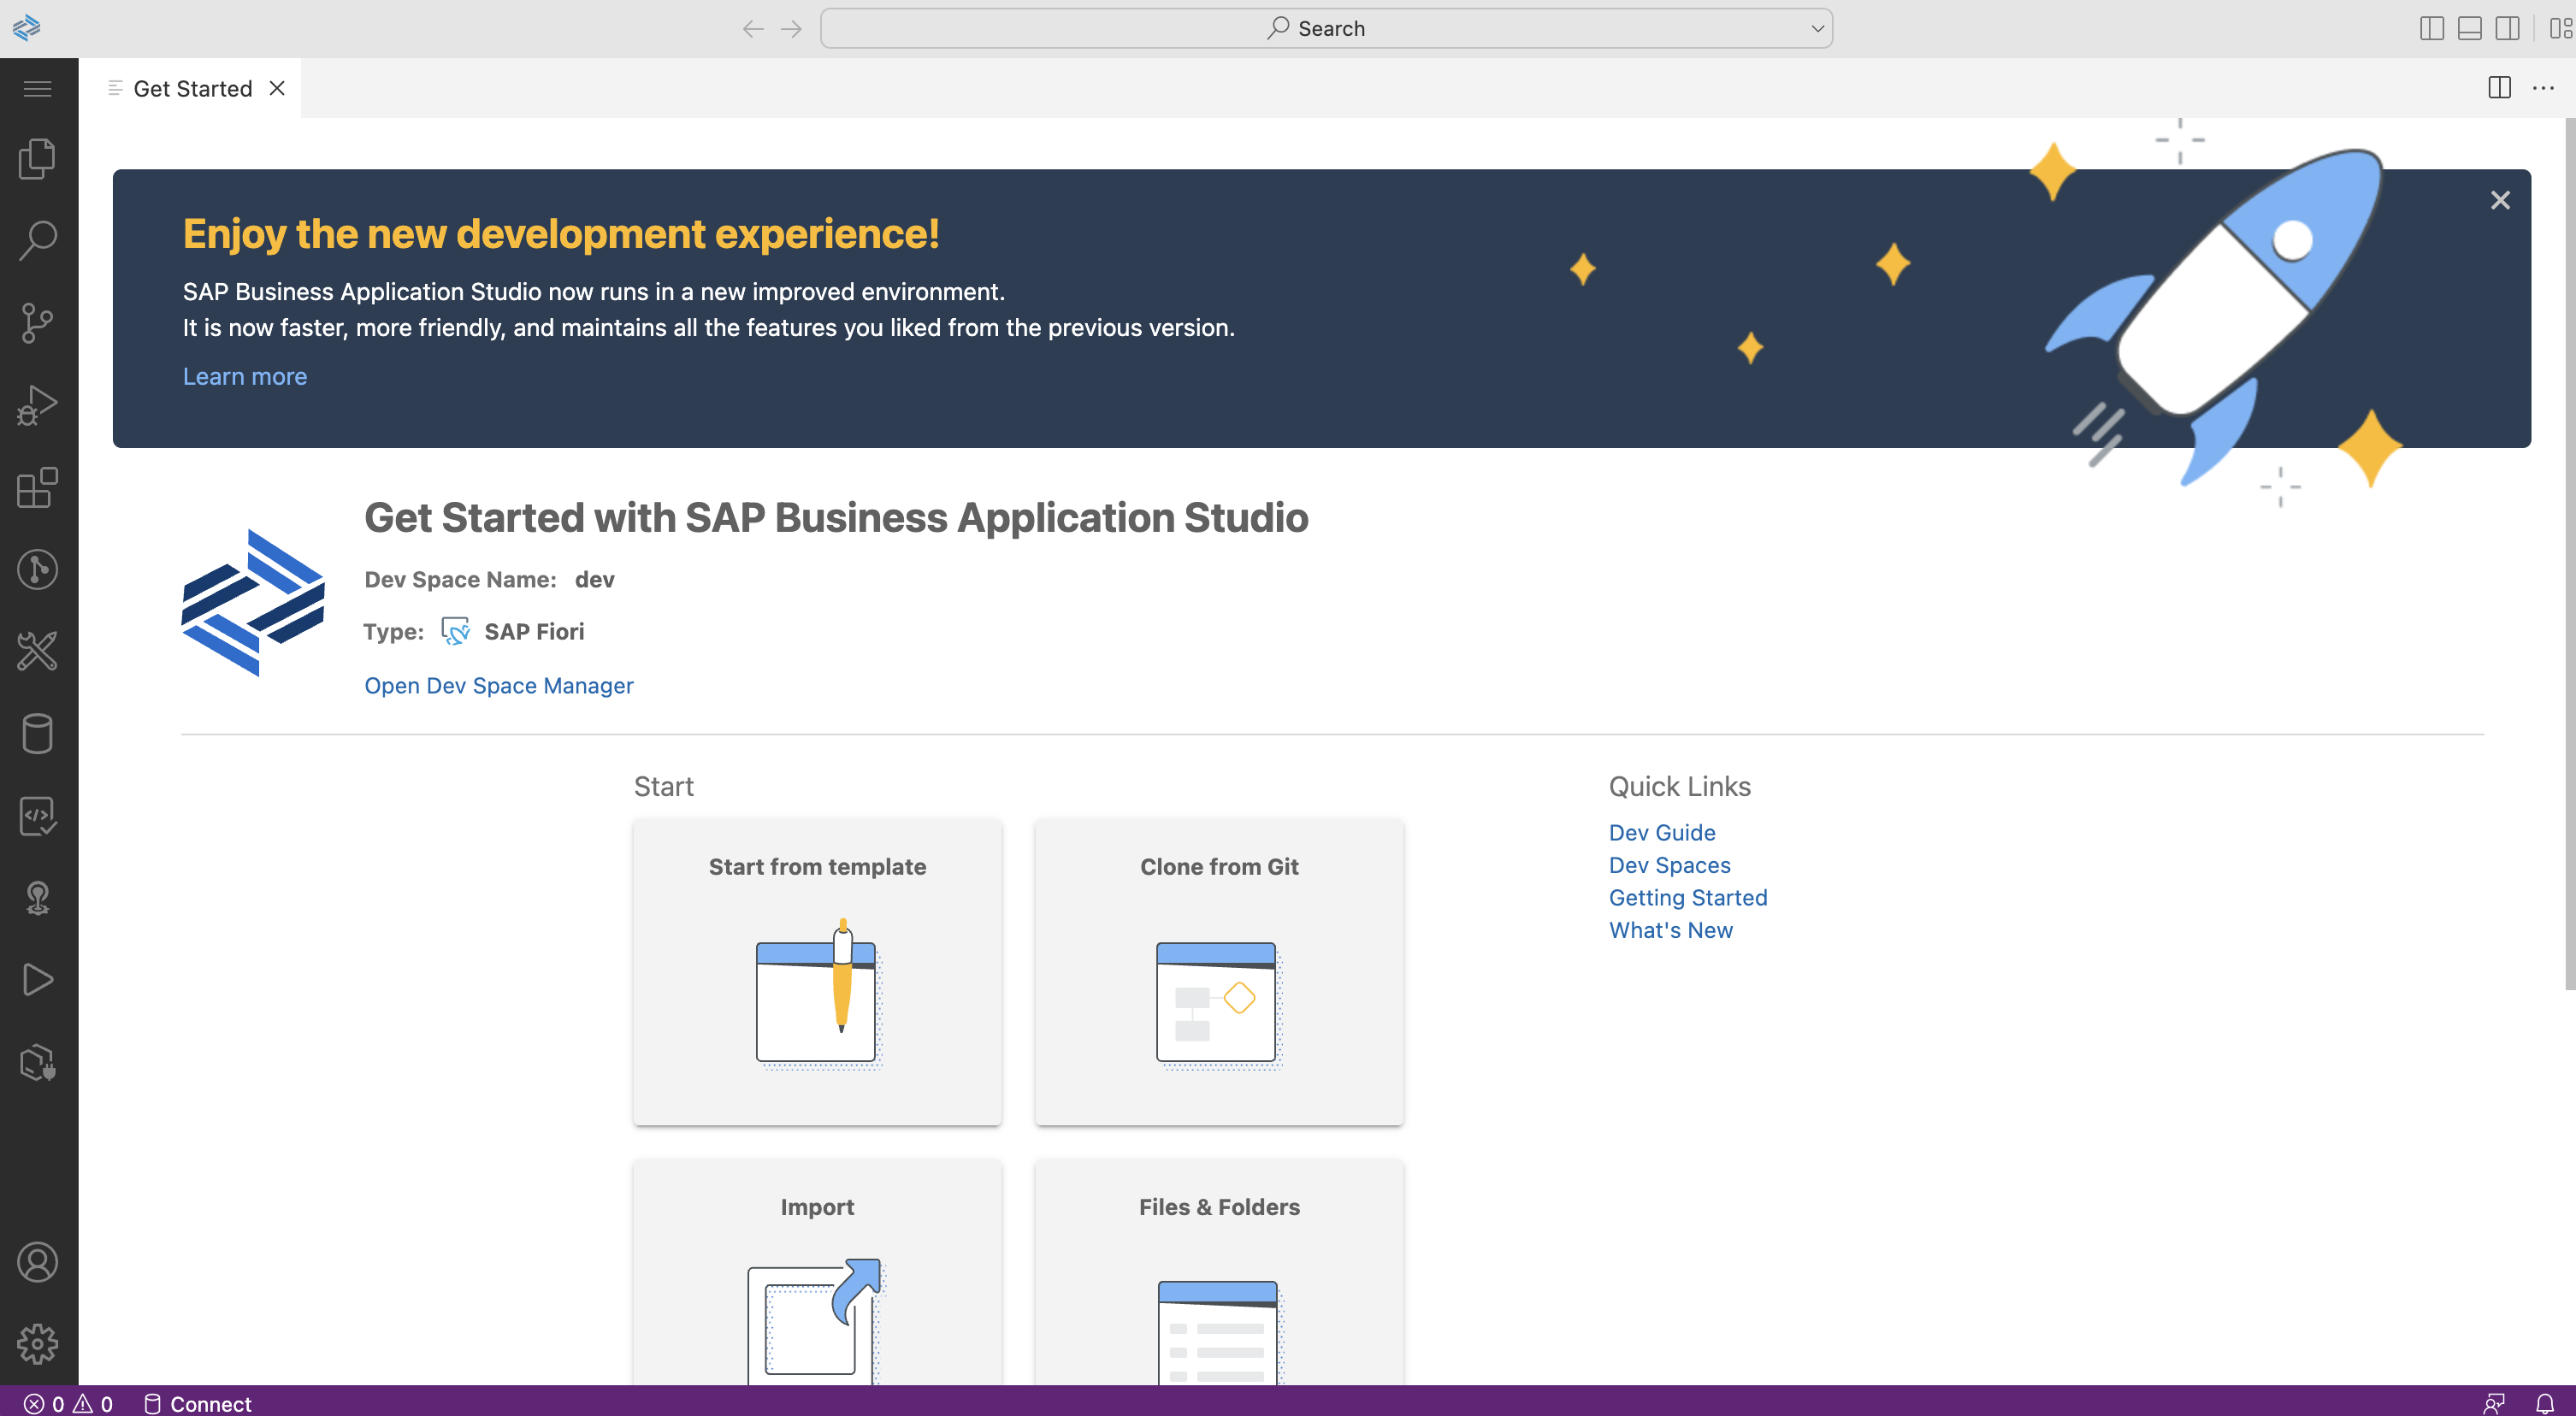 Search
Get Started
Enjoy the new development experience!
SAP Business Application Studio now runs in a new improved environment.
It is now faster, more friendly, and maintains all the features you liked from the previous version.
Learn more
Get Started with SAP Business Application Studio
Dev Space Name: dev
Type: SAP Fiori
Open Dev Space Manager
Start
Start from template
Clone from Git
Import
Files & Folders
Quick Links
Dev Guide
Dev Spaces
Getting Started
What's New
0 0 Connect